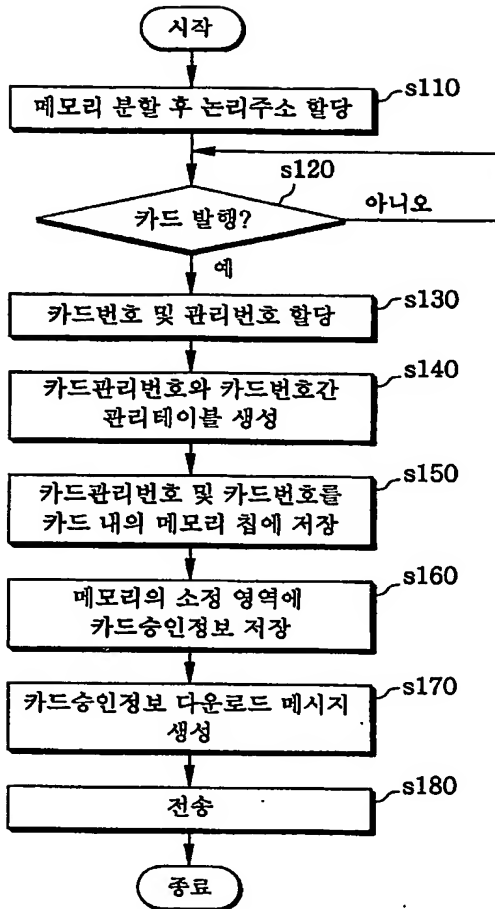 시작
메모리 분할 후 논리주소 할당
s110
s120
카드 발행?
아니오
예
카드번호 및 관리번호 할당
s130
s140
카드관리번호와 카드번호간
관리테이블 생성
s150
카드관리번호 및 카드번호를
카드 내의 메모리 칩에 저장
s160
메모리의 소정 영역에
카드승인정보 저장
s170
카드승인정보 다운로드 메시지
생성
s180
전송
종료